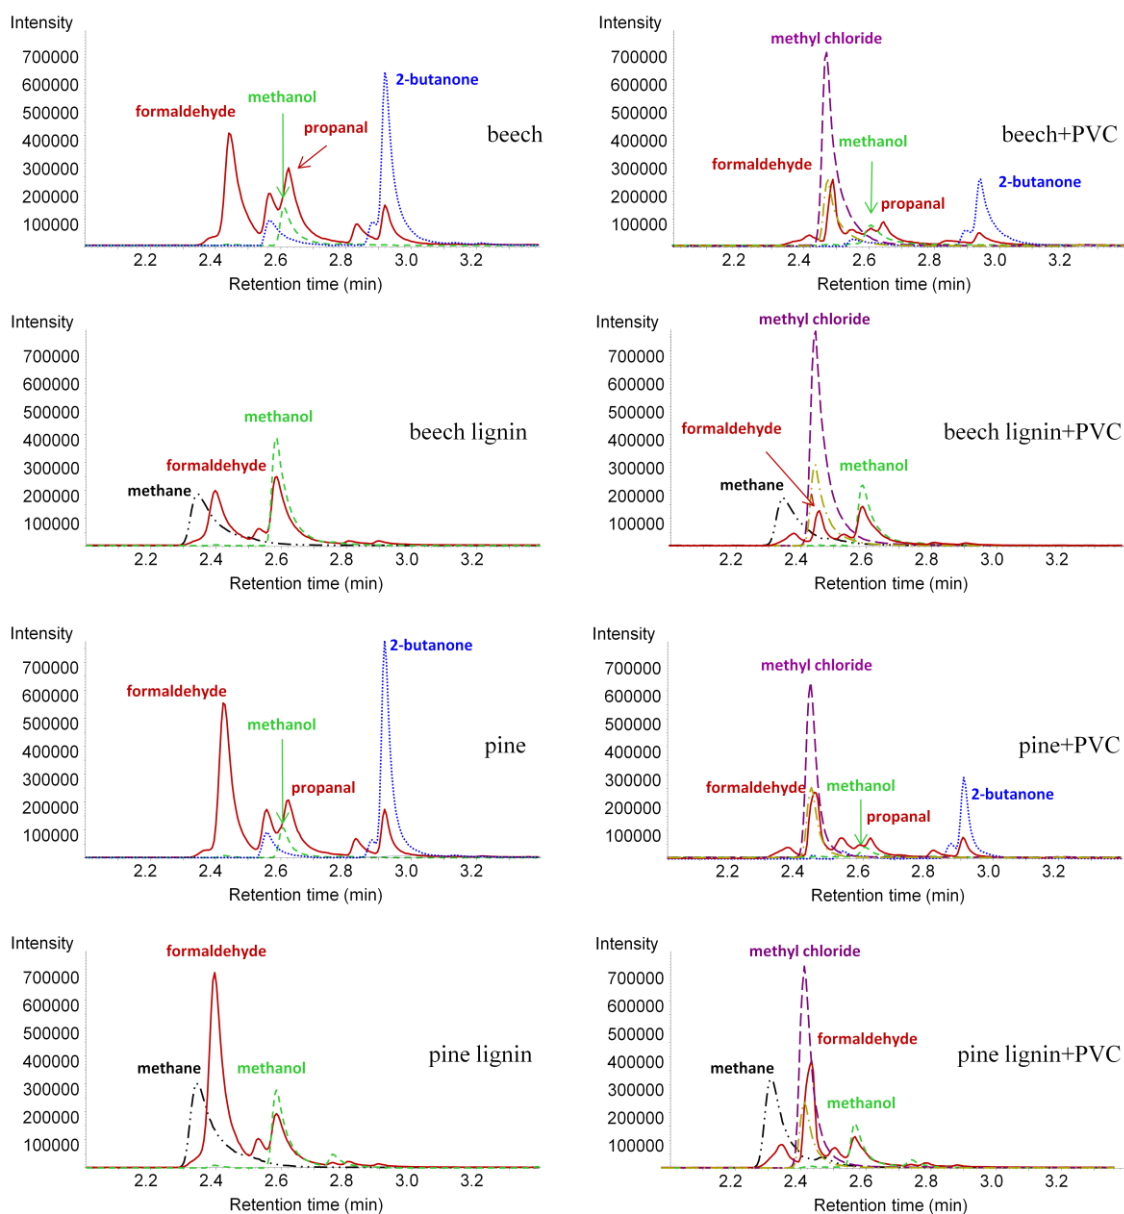 Intensity
700000
600000
500000
400000
300000
200000
100000
formaldehyde
methanol
propanal
2-butanone
beech
2.2 2.4 2.6 2.8 3.0 3.2
Retention time (min)
Intensity
700000
600000
500000
400000
300000
200000
100000
methyl chloride
formaldehyde
methanol
propanal
2-butanone
beech+PVC
2.2 2.4 2.6 2.8 3.0 3.2
Retention time (min)
Intensity
700000
600000
500000
400000
300000
200000
100000
methane
formaldehyde
methanol
beech lignin
2.2 2.4 2.6 2.8 3.0 3.2
Retention time (min)
Intensity
700000
600000
500000
400000
300000
200000
100000
methyl chloride
formaldehyde
methane
methanol
beech lignin+PVC
2.2 2.4 2.6 2.8 3.0 3.2
Retention time (min)
Intensity
700000
600000
500000
400000
300000
200000
100000
formaldehyde
methanol
propanal
2-butanone
pine
2.2 2.4 2.6 2.8 3.0 3.2
Retention time (min)
Intensity
700000
600000
500000
400000
300000
200000
100000
methyl chloride
formaldehyde
methanol
propanal
2-butanone
pine+PVC
2.2 2.4 2.6 2.8 3.0 3.2
Retention time (min)
Intensity
700000
600000
500000
400000
300000
200000
100000
formaldehyde
methane
methanol
pine lignin
2.2 2.4 2.6 2.8 3.0 3.2
Retention time (min)
Intensity
700000
600000
500000
400000
300000
200000
100000
methyl chloride
formaldehyde
methane
methanol
pine lignin+PVC
2.2 2.4 2.6 2.8 3.0 3.2
Retention time (min)